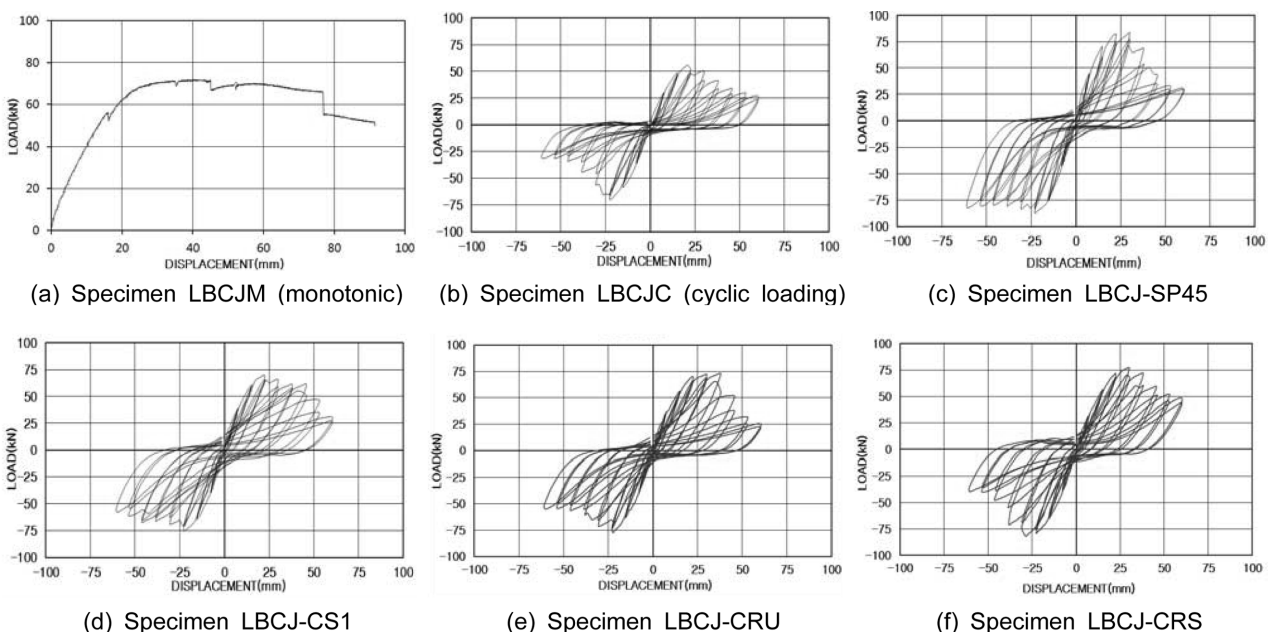 100
80
60
40
20
0
LOAD(kN)
0 20 40 60 80 100
DISPLACEMENT(mm)
(a) Specimen LBCJM (monotonic)
100
75
50
25
0
-25
-50
-75
-100
LOAD(kN)
-100 -75 -50 -25 0 25 50 75 100
DISPLACEMENT(mm)
(b) Specimen LBCJC (cyclic loading)
100
75
50
25
0
-25
-50
-75
-100
LOAD(kN)
-100 -75 -50 -25 0 25 50 75 100
DISPLACEMENT(mm)
(c) Specimen LBCJ-SP45
100
75
50
25
0
-25
-50
-75
-100
LOAD(kN)
-100 -75 -50 -25 0 25 50 75 100
DISPLACEMENT(mm)
(d) Specimen LBCJ-CS1
100
75
50
25
0
-25
-50
-75
-100
LOAD(kN)
-100 -75 -50 -25 0 25 50 75 100
DISPLACEMENT(mm)
(e) Specimen LBCJ-CRU
100
75
50
25
0
-25
-50
-75
-100
LOAD(kN)
-100 -75 -50 -25 0 25 50 75 100
DISPLACEMENT(mm)
(f) Specimen LBCJ-CRS